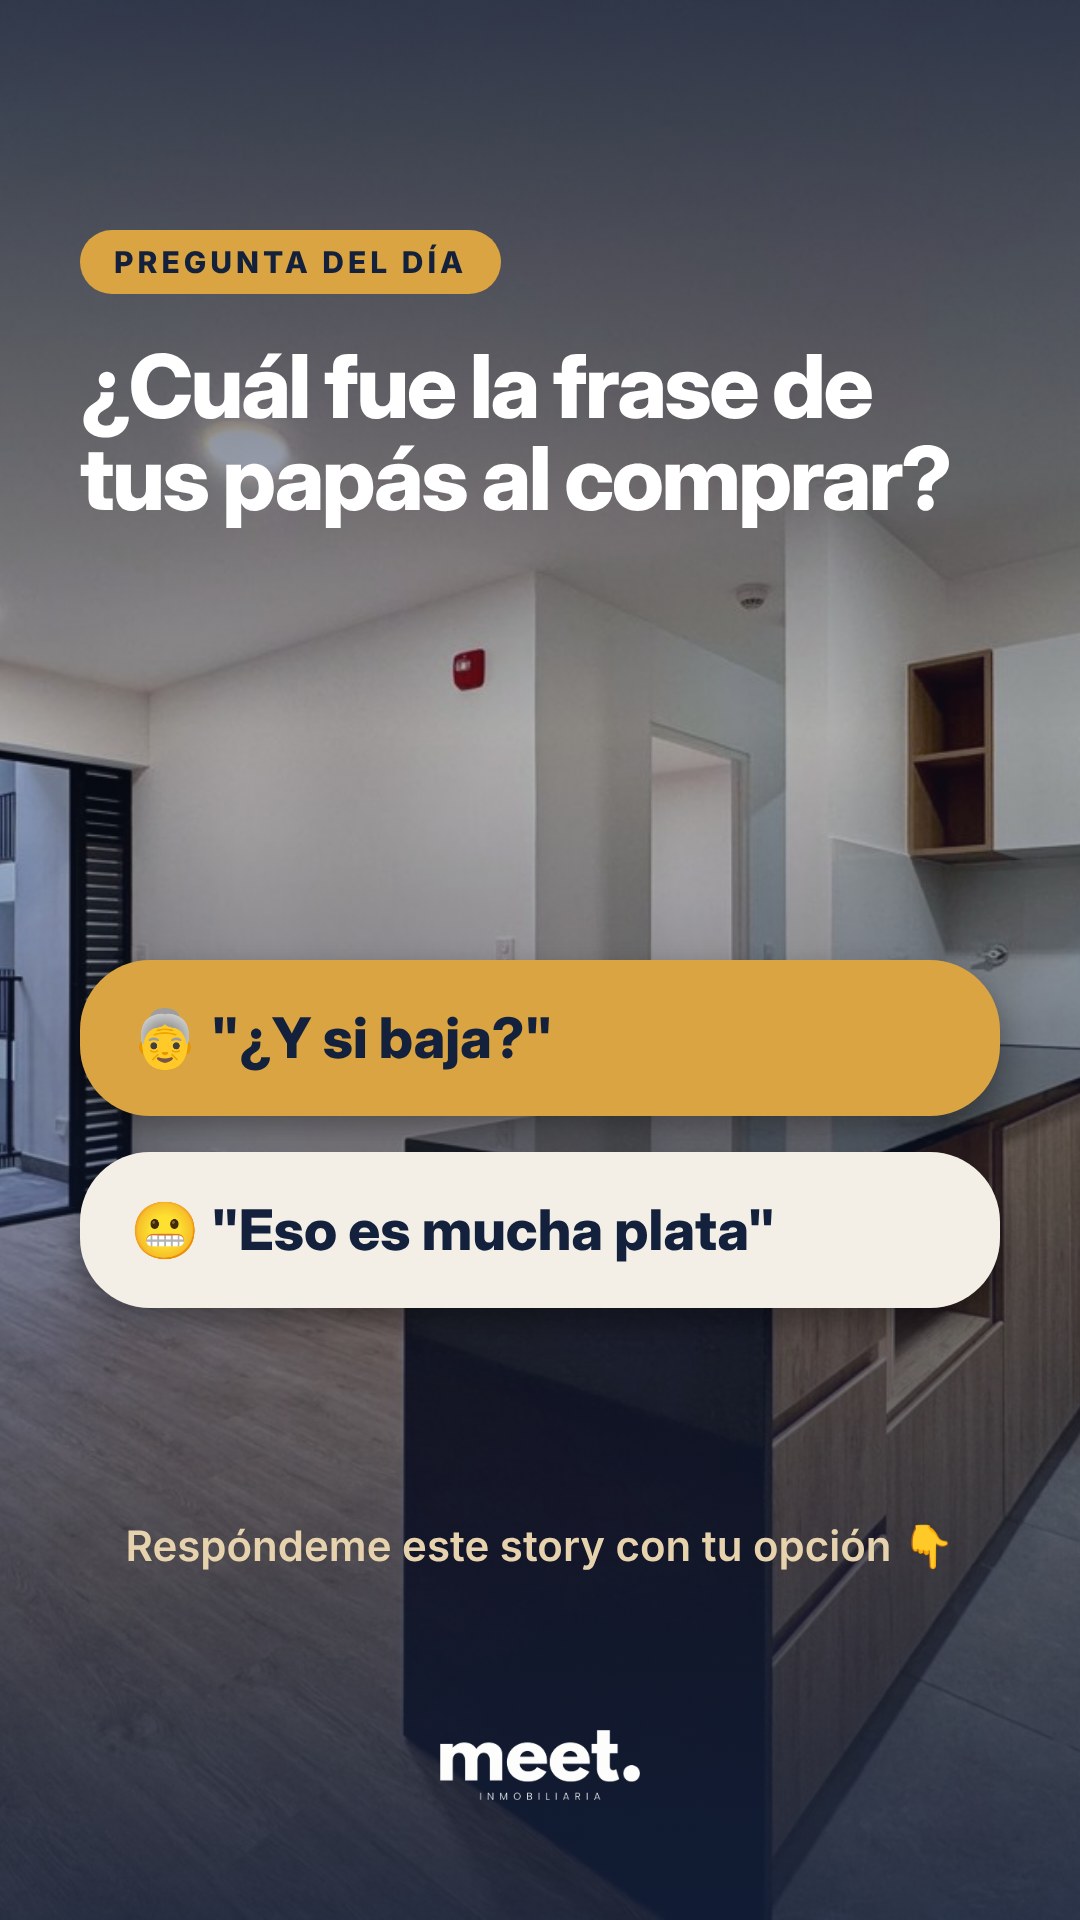 PREGUNTA DEL DÍA
¿Cuál fue la frase de
tus papás al comprar?
👵 "¿Y si baja?"
😬 "Eso es mucha plata"
Respóndeme este story con tu opción 👇
meet.
INMOBILIARIA